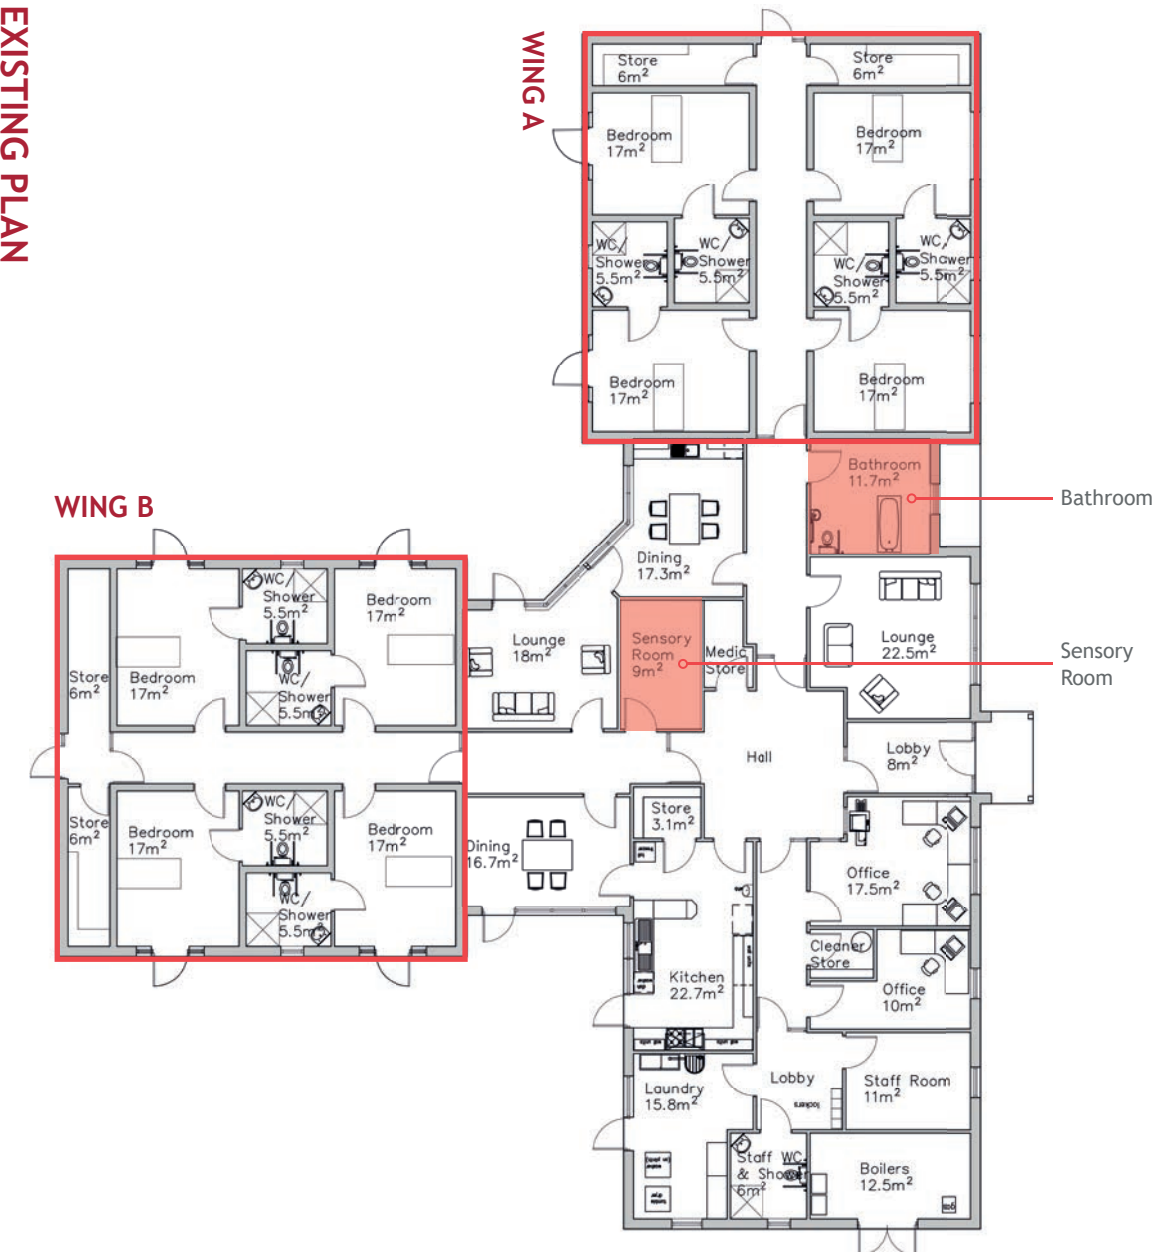 EXISTING PLAN
WING A
Store
6m²
Store
6m²
Bedroom
17m²
Bedroom
17m²
WC/
Shower
5.5m²
WC/
Shower
5.5m²
WC/
Shower
5.5m²
WC/
Shower
5.5m²
Bedroom
17m²
Bedroom
17m²
Bathroom
11.7m²
Bathroom
WING B
Dining
17.3m²
WC/
Shower
5.5m²
Bedroom
17m²
Store
6m²
Bedroom
17m²
WC/
Shower
5.5m²
Lounge
18m²
Sensory
Room
9m²
Medic
Store
Lounge
22.5m²
Sensory
Room
Hall
Lobby
8m²
Store
6m²
Bedroom
17m²
WC/
Shower
5.5m²
Bedroom
17m²
WC/
Shower
5.5m²
Dining
16.7m²
Store
3.1m²
Office
17.5m²
Cleaner
Store
Kitchen
22.7m²
Office
10m²
Laundry
15.8m²
Lobby
lockers
Staff Room
11m²
Staff WC
& Shower
6m²
Boilers
12.5m²